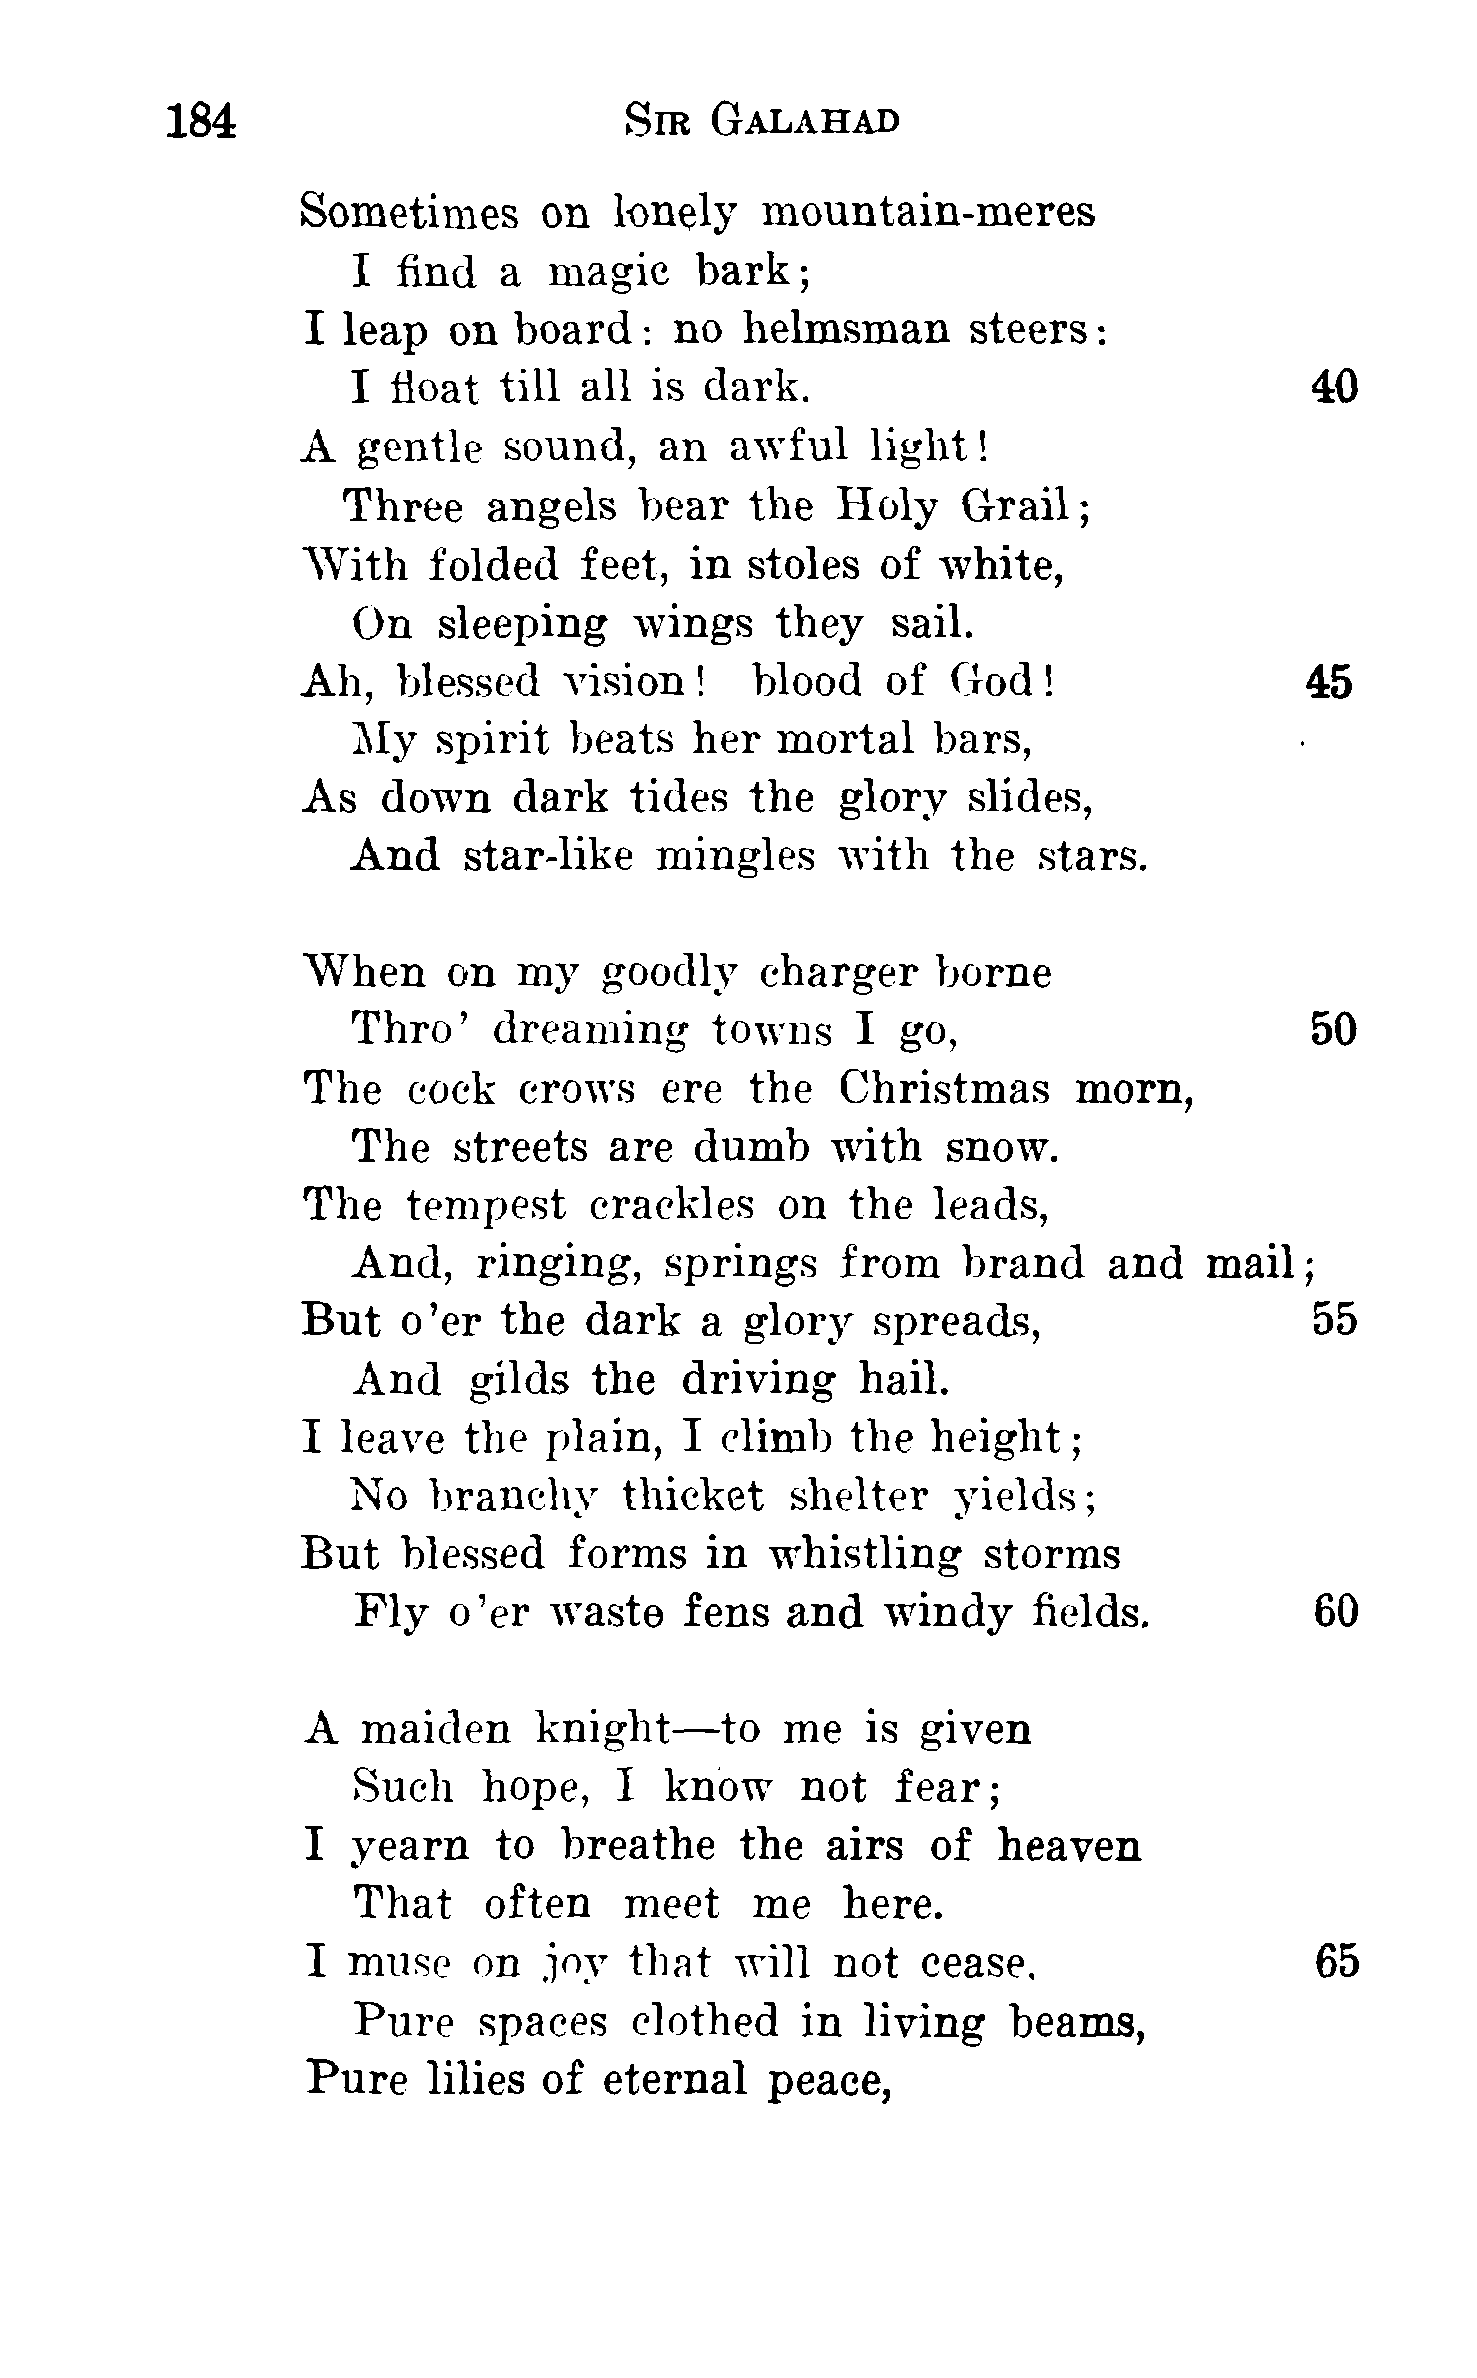 184 SIR GALAHAD
Sometimes on lonely mountain-meres
I find a magic bark;
I leap on board: no helmsman steers:
I float till all is dark. 40
A gentle sound, an awful light!
Three angels bear the Holy Grail;
With folded feet, in stoles of white,
On sleeping wings they sail.
Ah, blessed vision! blood of God! 45
My spirit beats her mortal bars,
As down dark tides the glory slides,
And star-like mingles with the stars.
When on my goodly charger borne
Thro' dreaming towns I go, 50
The cock crows ere the Christmas morn,
The streets are dumb with snow.
The tempest crackles on the leads,
And, ringing, springs from brand and mail;
But o'er the dark a glory spreads, 55
And gilds the driving hail.
I leave the plain, I climb the height;
No branchy thicket shelter yields;
But blessed forms in whistling storms
Fly o'er waste fens and windy fields. 60
A maiden knight—to me is given
Such hope, I know not fear;
I yearn to breathe the airs of heaven
That often meet me here.
I muse on joy that will not cease, 65
Pure spaces clothed in living beams,
Pure lilies of eternal peace,